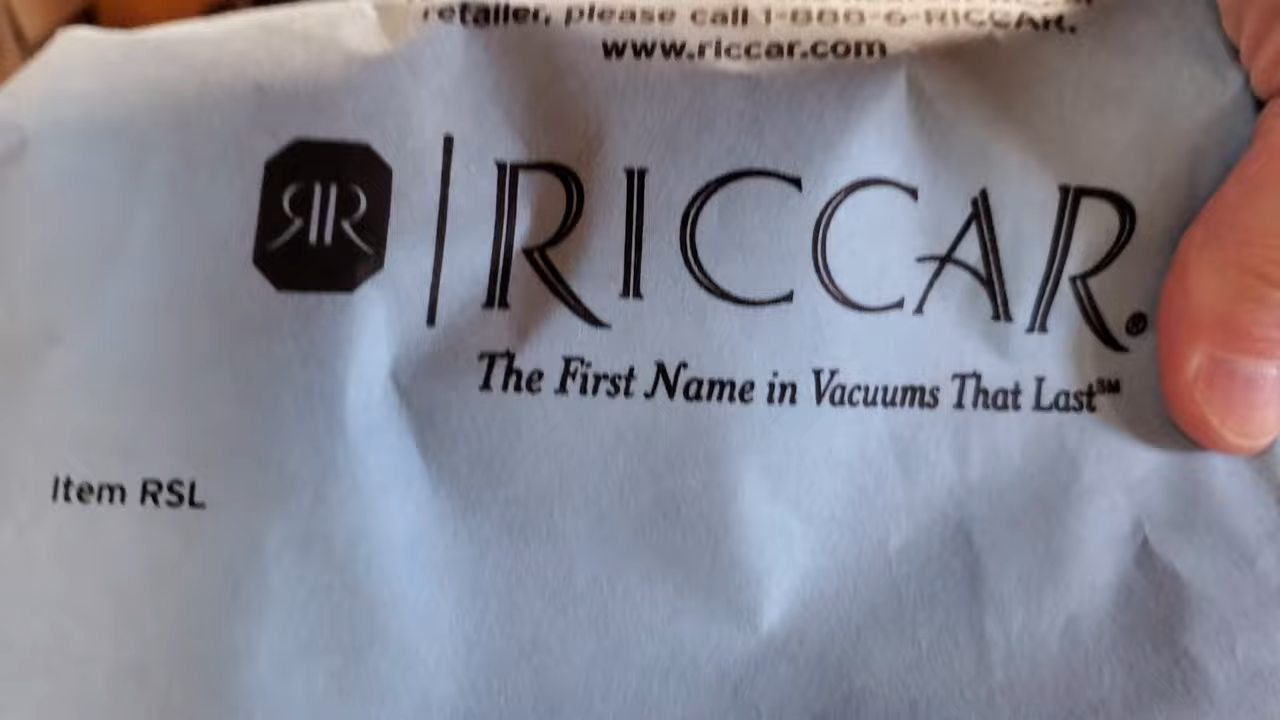 retailer, please call 1-888-6-RICCAR.
www.riccar.com
RR | RICCAR®
The First Name in Vacuums That Last℠
Item RSL